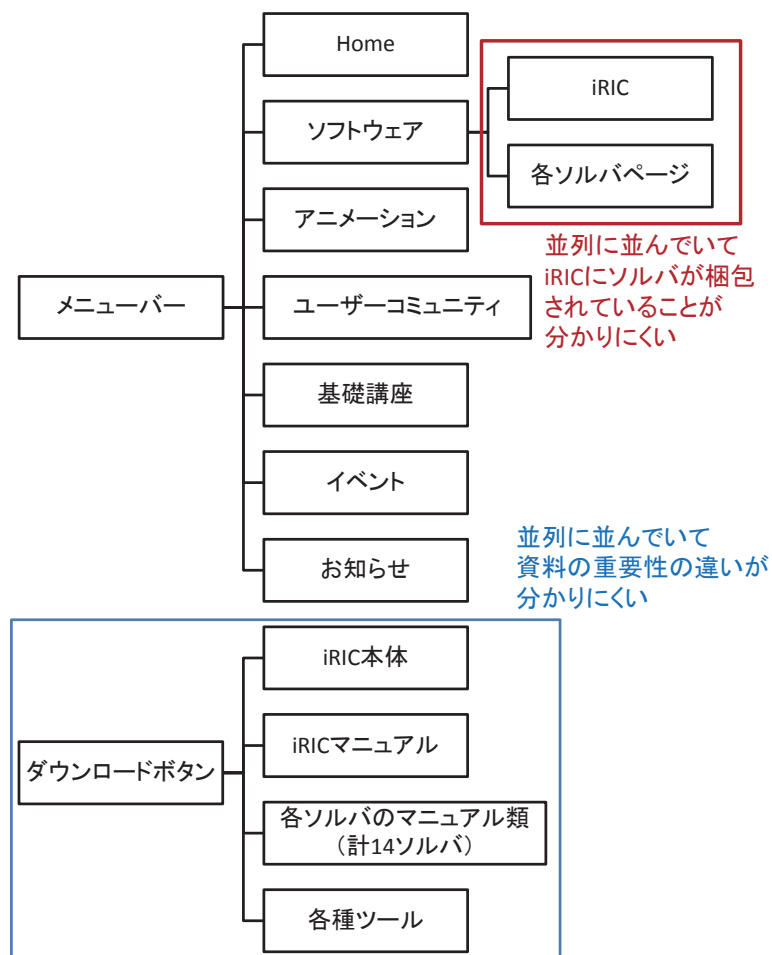 Home
ソフトウェア
iRIC
各ソルバページ
並列に並んでいて
iRICにソルバが梱包
されていることが
分かりにくい
アニメーション
メニューバー
ユーザーコミュニティ
基礎講座
イベント
お知らせ
並列に並んでいて
資料の重要性の違いが
分かりにくい
iRIC本体
iRICマニュアル
ダウンロードボタン
各ソルバのマニュアル類
（計14ソルバ）
各種ツール